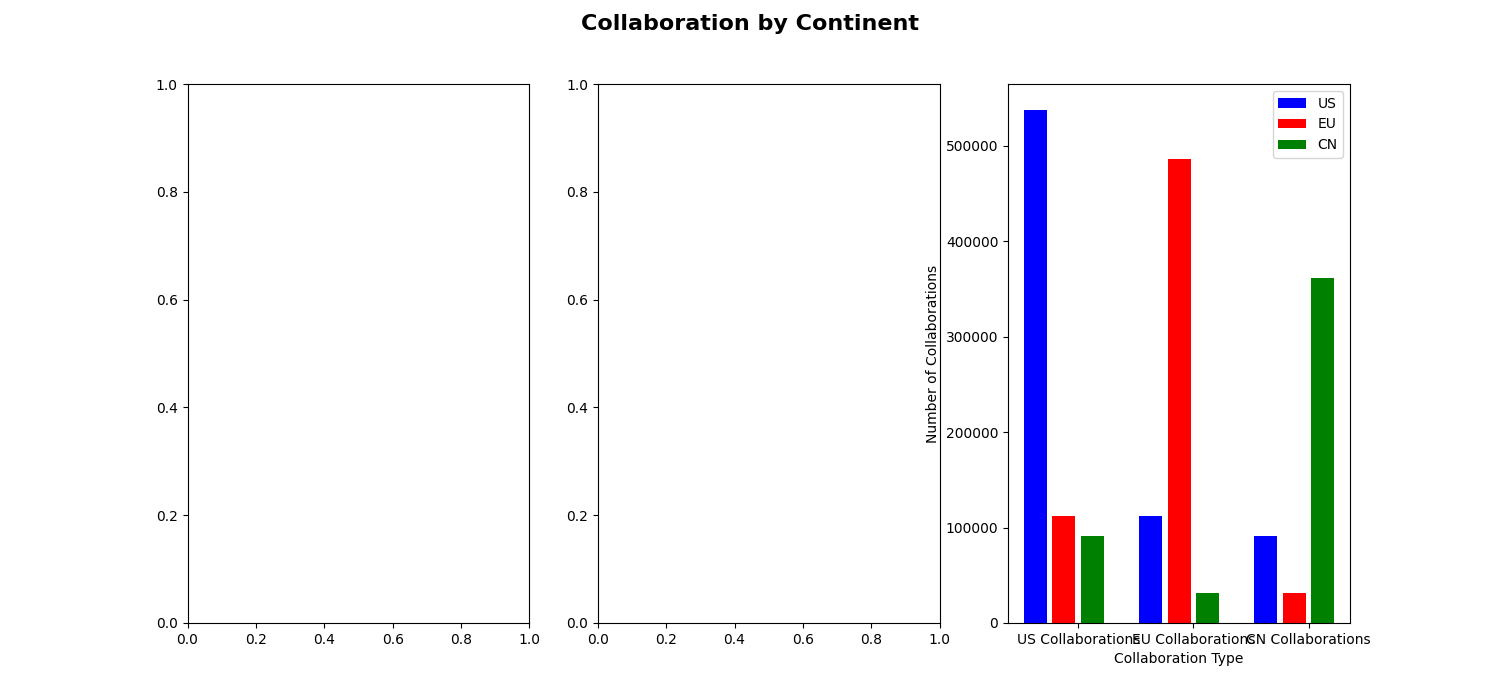 Collaboration by Continent
1.0
0.8
0.6
0.4
0.2
0.0
0.0 0.2 0.4 0.6 0.8 1.0
1.0
0.8
0.6
0.4
0.2
0.0
0.0 0.2 0.4 0.6 0.8 1.0
Number of Collaborations
500000
400000
300000
200000
100000
0
US
EU
CN
US Collaborations EU Collaborations CN Collaborations
Collaboration Type